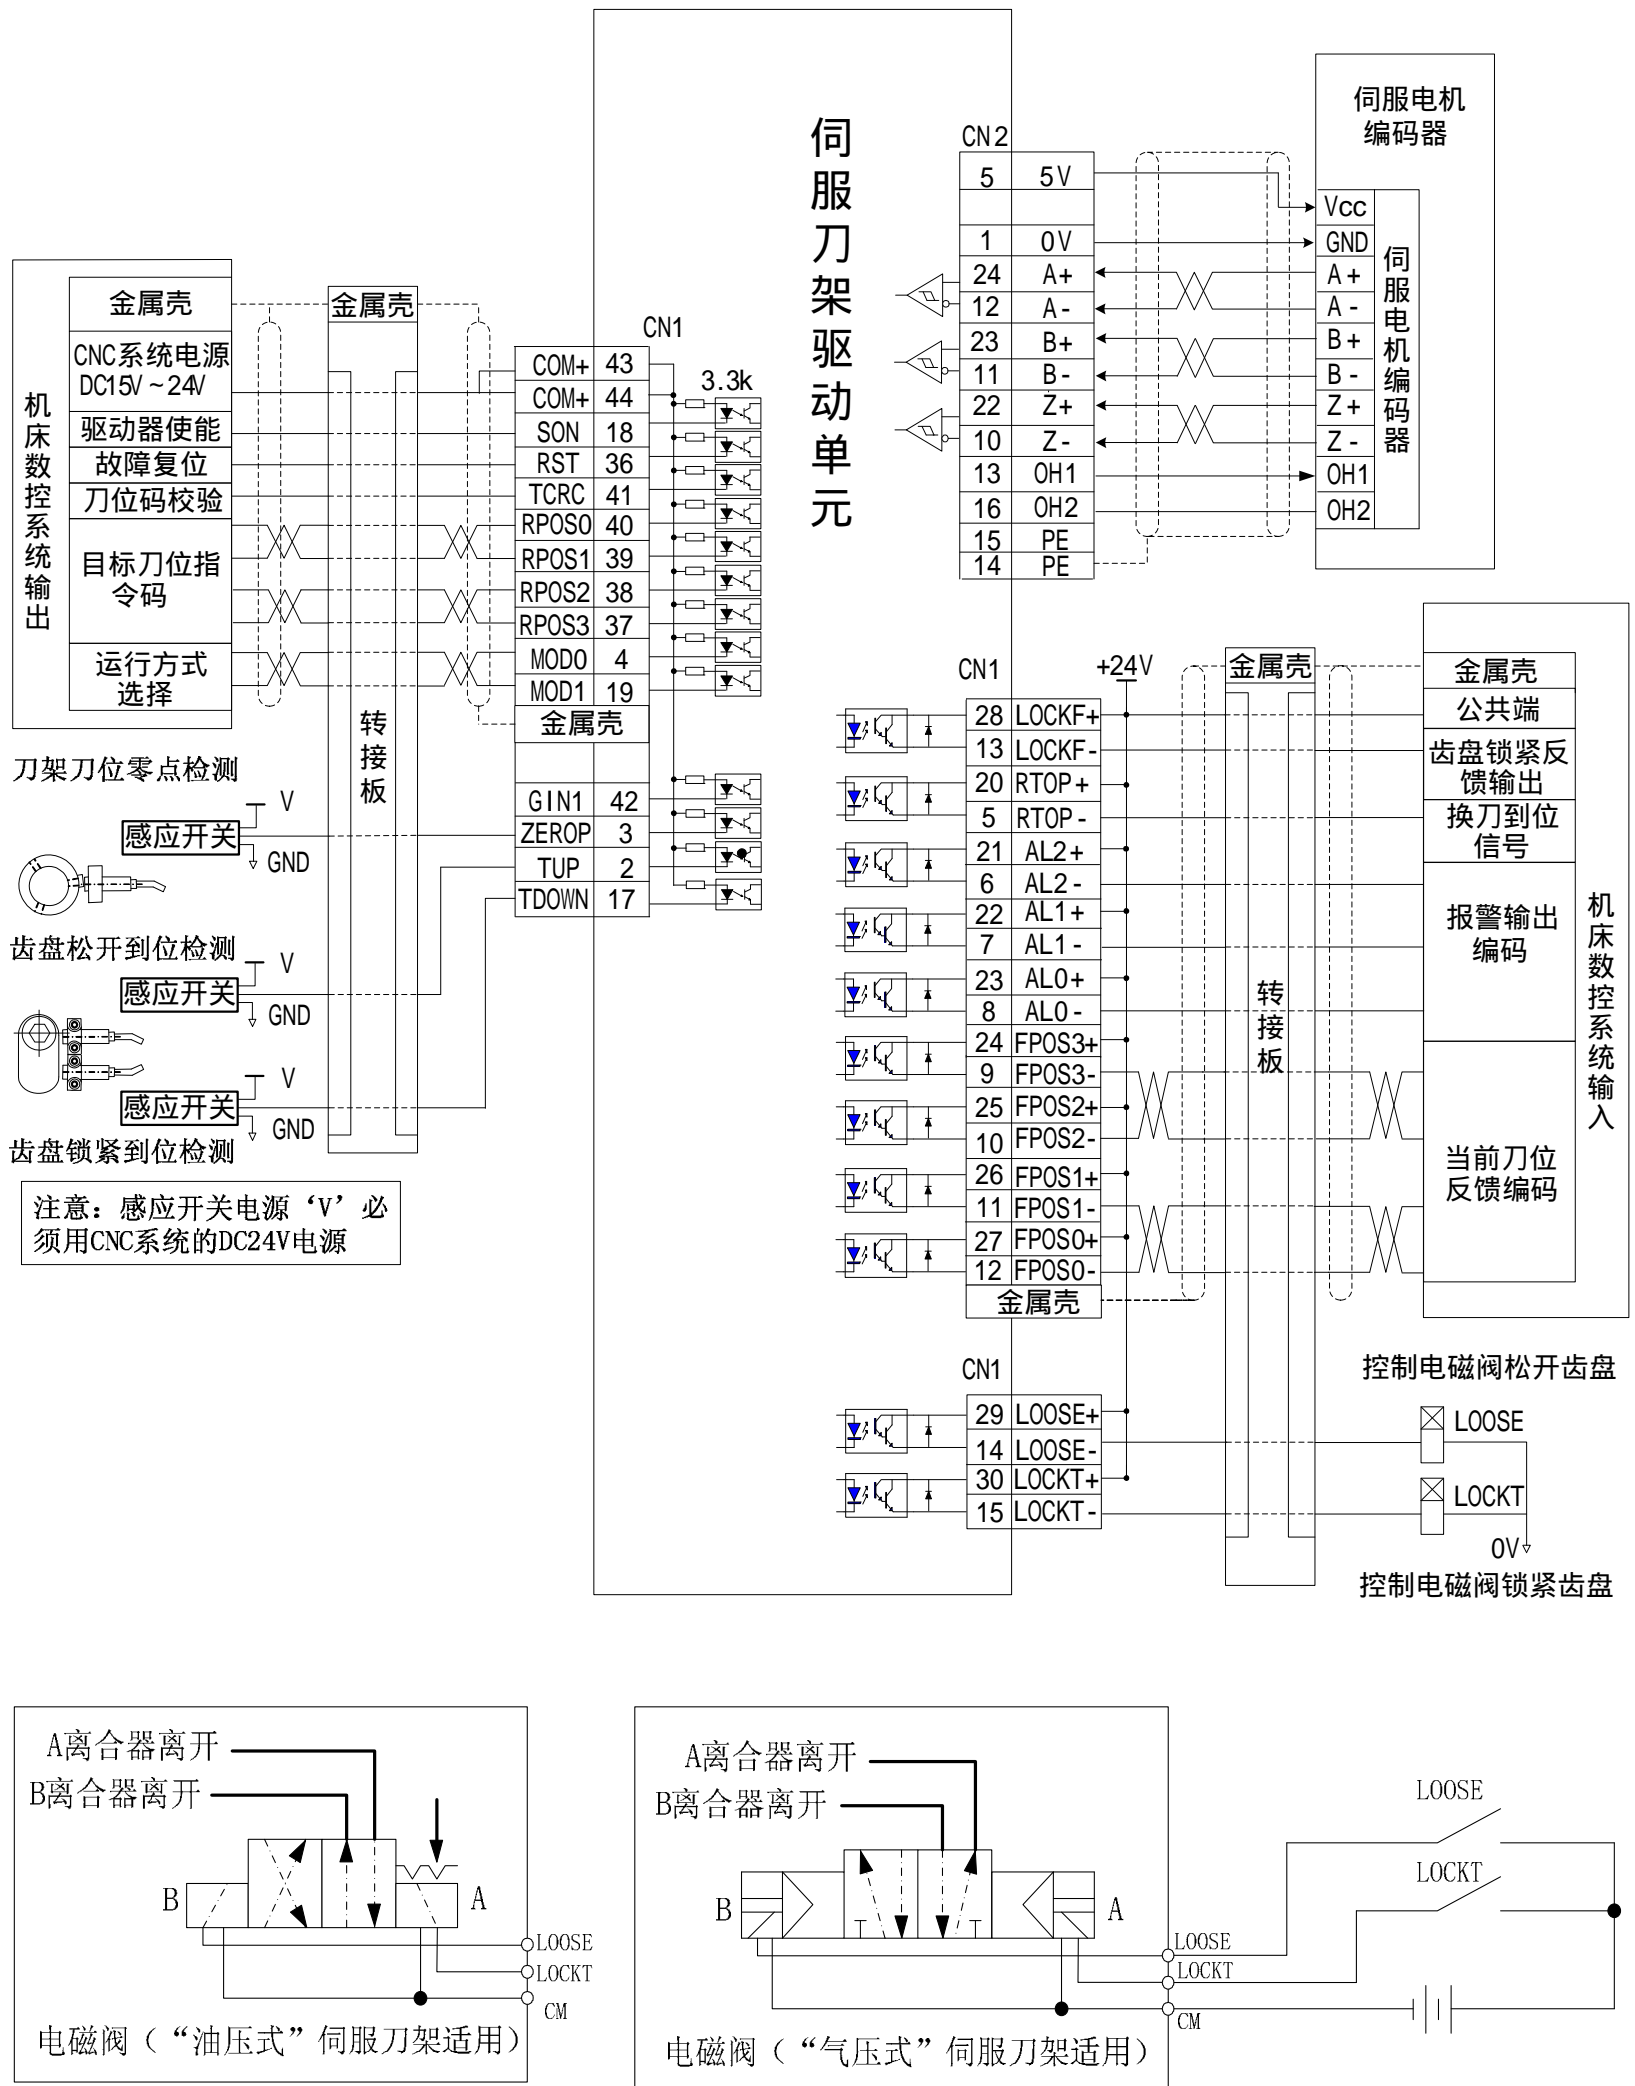 伺服刀架驱动单元
机床数控系统输出
金属壳
CNC系统电源
DC15V~24V
驱动器使能
故障复位
刀位码校验
目标刀位指
令码
运行方式
选择
金属壳
转接板
CN1
COM+ 43
COM+ 44
SON 18
RST 36
TCRC 41
RPOS0 40
RPOS1 39
RPOS2 38
RPOS3 37
MOD0 4
MOD1 19
金属壳
GIN1 42
ZEROP 3
TUP 2
TDOWN 17
3.3k
刀架刀位零点检测
感应开关
V
GND
齿盘松开到位检测
感应开关
V
GND
感应开关
V
GND
齿盘锁紧到位检测
注意：感应开关电源‘V’必
须用CNC系统的DC24V电源
CN2
5 5V
1 0V
24 A+
12 A-
23 B+
11 B-
22 Z+
10 Z-
13 OH1
16 OH2
15 PE
14 PE
伺服电机
编码器
Vcc
GND
A+
A-
B+
B-
Z+
Z-
OH1
OH2
伺服电机编码器
CN1
+24V
28 LOCKF+
13 LOCKF-
20 RTOP+
5 RTOP-
21 AL2+
6 AL2-
22 AL1+
7 AL1-
23 AL0+
8 AL0-
24 FPOS3+
9 FPOS3-
25 FPOS2+
10 FPOS2-
26 FPOS1+
11 FPOS1-
27 FPOS0+
12 FPOS0-
金属壳
金属壳
转接板
金属壳
公共端
齿盘锁紧反
馈输出
换刀到位
信号
报警输出
编码
当前刀位
反馈编码
机床数控系统输入
CN1
29 LOOSE+
14 LOOSE-
30 LOCKT+
15 LOCKT-
控制电磁阀松开齿盘
LOOSE
LOCKT
0V
控制电磁阀锁紧齿盘
A离合器离开
B离合器离开
B
A
LOOSE
LOCKT
CM
电磁阀（“油压式”伺服刀架适用）
A离合器离开
B离合器离开
B
A
LOOSE
LOCKT
CM
电磁阀（“气压式”伺服刀架适用）
LOOSE
LOCKT